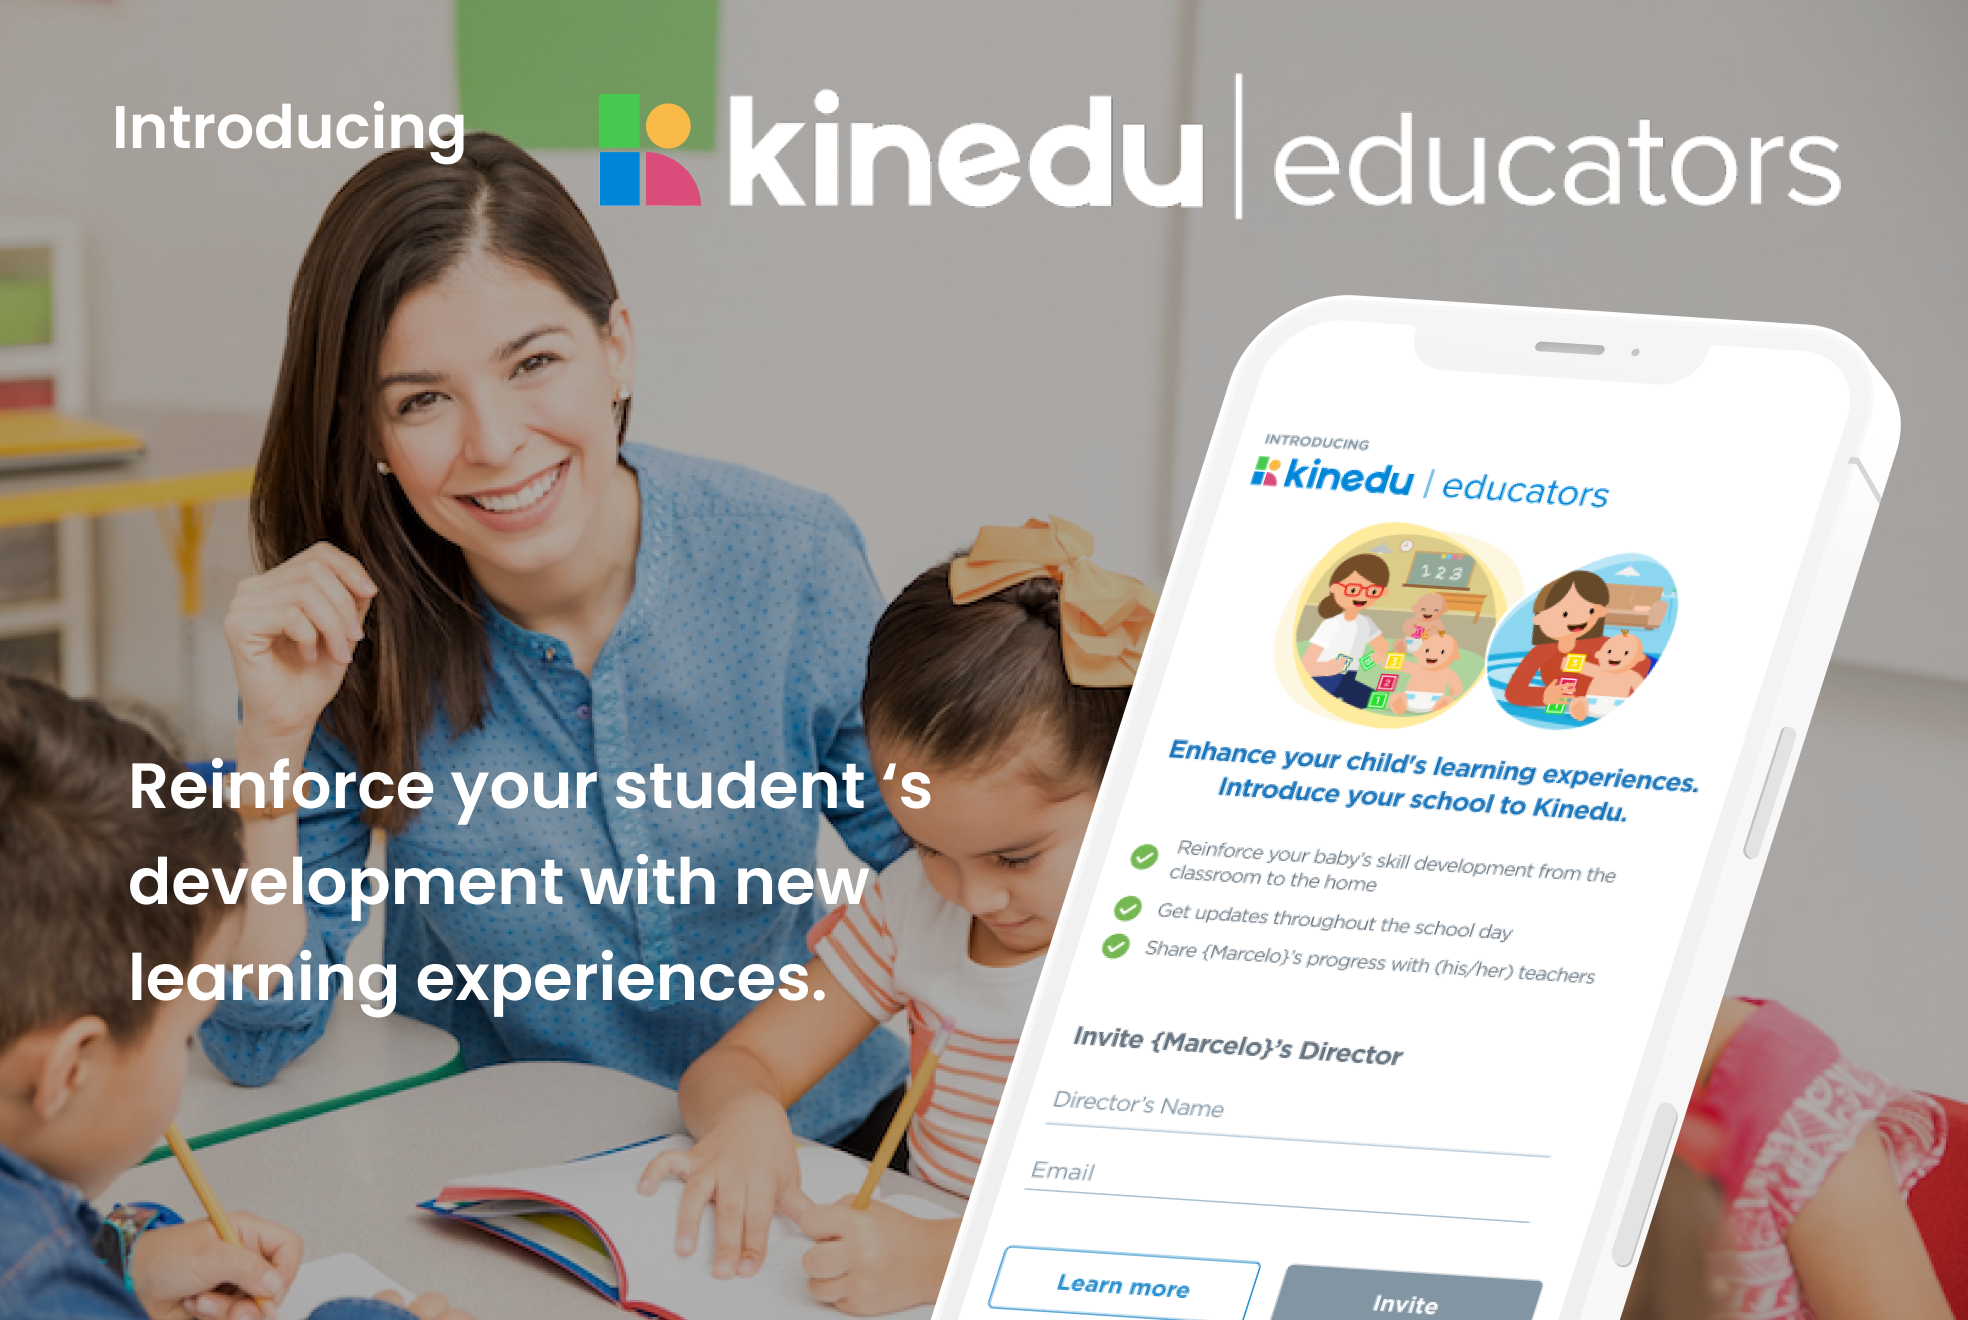 Introducing
kinedu | educators
Reinforce your student ‘s
development with new
learning experiences.
INTRODUCING
kinedu | educators
1 2 3
Enhance your child's learning experiences.
Introduce your school to Kinedu.
Reinforce your baby's skill development from the
classroom to the home
Get updates throughout the school day
Share {Marcelo}'s progress with (his/her) teachers
Invite {Marcelo}'s Director
Director's Name
Email
Learn more
Invite